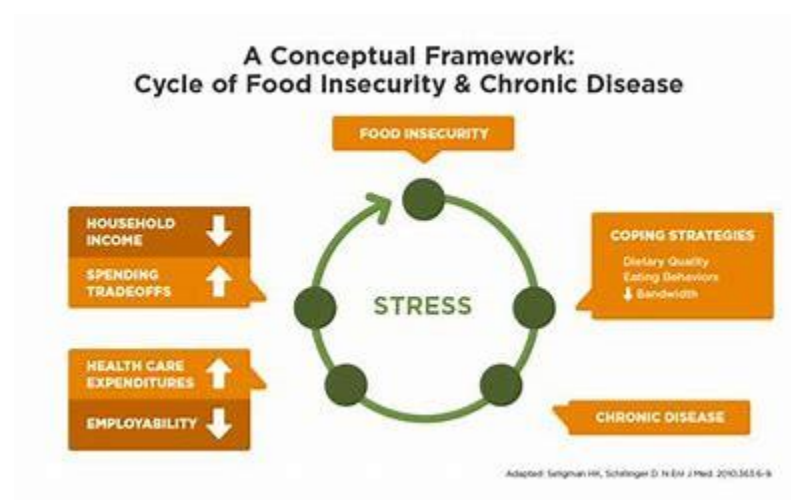 A Conceptual Framework:
Cycle of Food Insecurity & Chronic Disease
FOOD INSECURITY
HOUSEHOLD
INCOME
SPENDING
TRADEOFFS
STRESS
COPING STRATEGIES
Dietary Quality
Eating Behaviors
Bandwidth
HEALTH CARE
EXPENDITURES
EMPLOYABILITY
CHRONIC DISEASE
Adapted: Seligman HK, Schillinger D. N Eng J Med. 2010;363:6-9